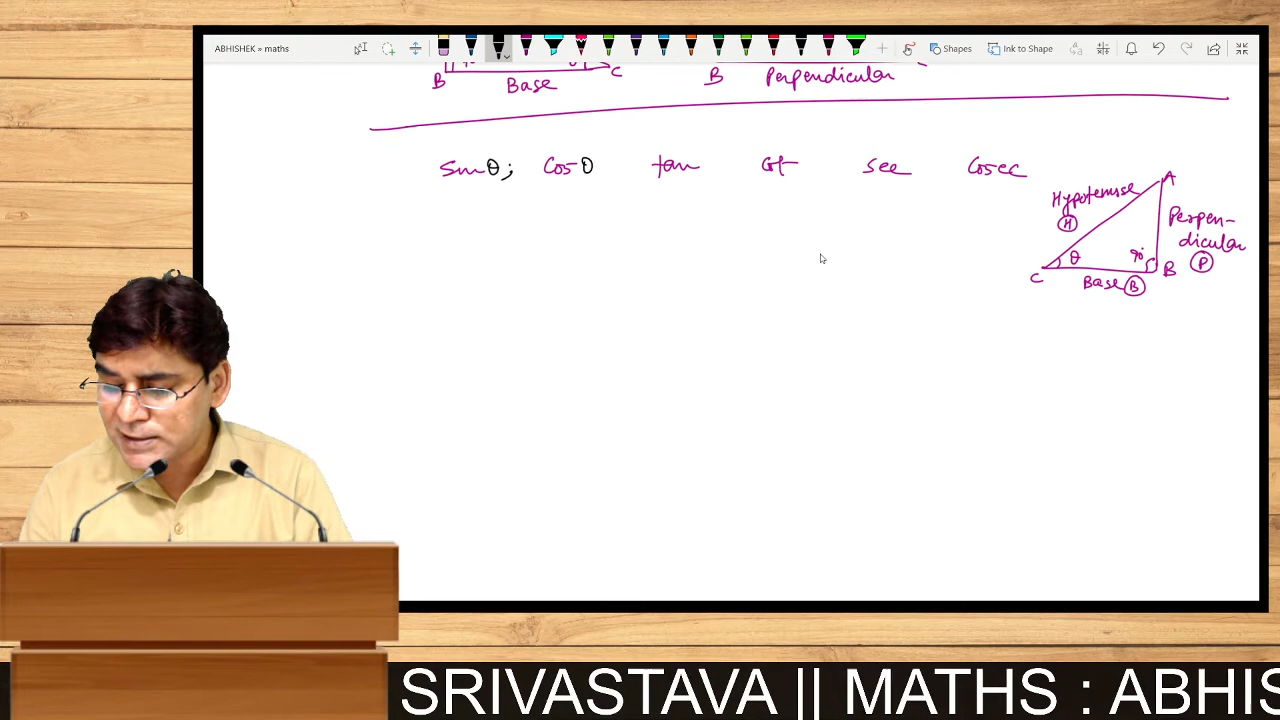 ABHISHEK » maths
Shapes
Ink to Shape
B Base C
B Perpendicular
Sinθ; Cosθ tan Cot sec Cosec
A
Hypotenuse
H
Perpen-
dicular
P
θ
90°
C
B
Base B
SRIVASTAVA || MATHS : ABHIS